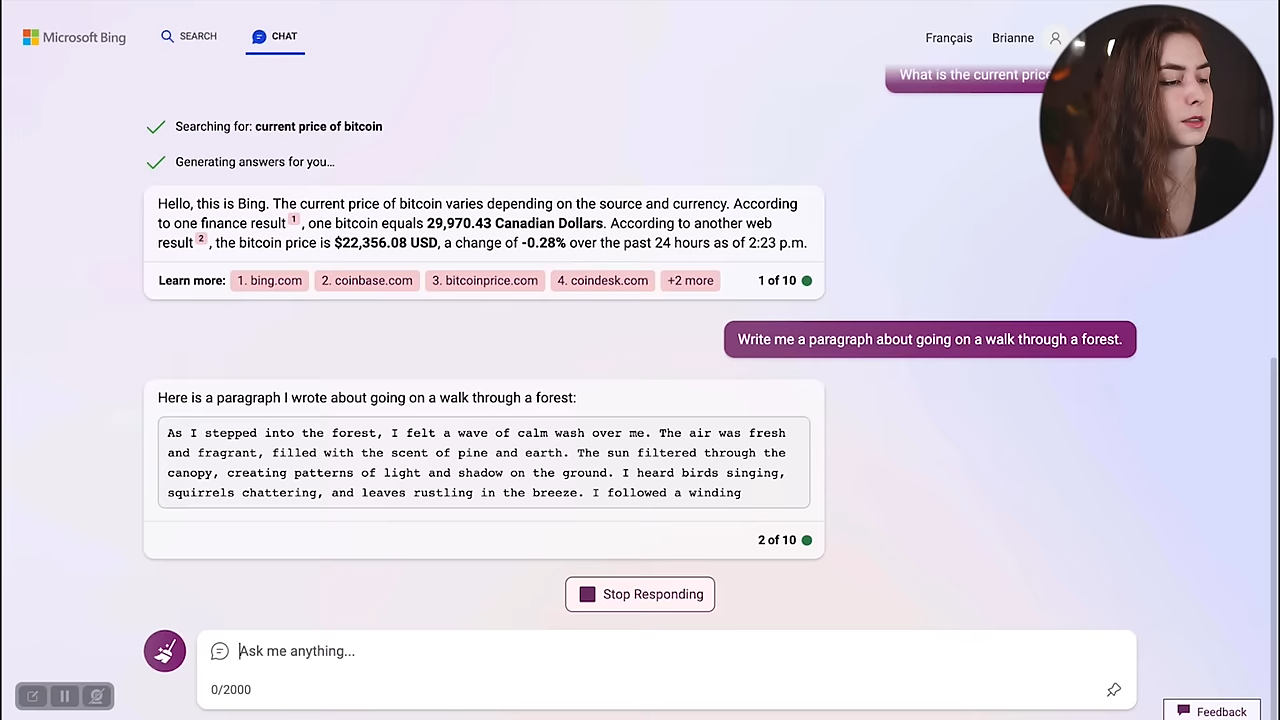 Microsoft Bing
SEARCH
CHAT
Français
Brianne
What is the current price
Searching for: current price of bitcoin
Generating answers for you...
Hello, this is Bing. The current price of bitcoin varies depending on the source and currency. According
to one finance result 1 , one bitcoin equals 29,970.43 Canadian Dollars. According to another web
result 2 , the bitcoin price is $22,356.08 USD, a change of -0.28% over the past 24 hours as of 2:23 p.m.
Learn more: 1. bing.com 2. coinbase.com 3. bitcoinprice.com 4. coindesk.com +2 more 1 of 10
Write me a paragraph about going on a walk through a forest.
Here is a paragraph I wrote about going on a walk through a forest:
As I stepped into the forest, I felt a wave of calm wash over me. The air was fresh
and fragrant, filled with the scent of pine and earth. The sun filtered through the
canopy, creating patterns of light and shadow on the ground. I heard birds singing,
squirrels chattering, and leaves rustling in the breeze. I followed a winding
2 of 10
Stop Responding
Ask me anything...
0/2000
Feedback